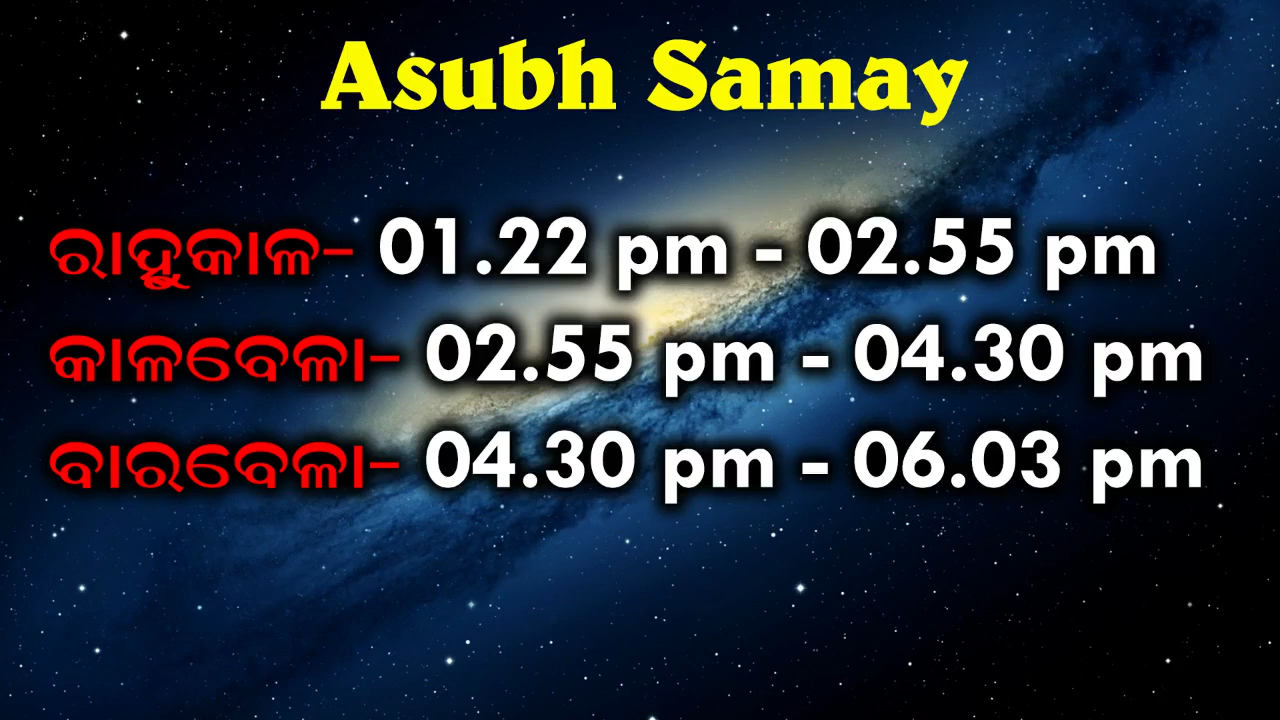 Asubh Samay
ରାହୁକାଳ- 01.22 pm - 02.55 pm
କାଳବେଳା- 02.55 pm - 04.30 pm
ବାରବେଳା- 04.30 pm - 06.03 pm